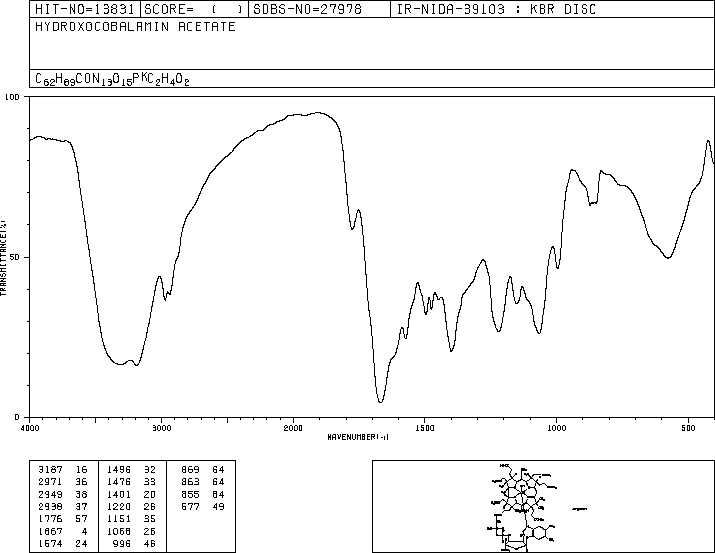 HIT-NO=13831 SCORE= ( ) SDBS-NO=27978 IR-NIDA-39103 : KBR DISC
HYDROXOCOBALAMIN ACETATE
C62H89CON13O15PKC2H4O2
100
50
0
TRANSMITTANCE(%)
4000 3000 2000 1500 1000 500
WAVENUMBER(-1)
3187 16 1496 32 869 64
2971 36 1476 33 863 64
2949 38 1401 20 855 64
2938 37 1220 26 577 49
1776 57 1151 35
1667 4 1068 26
1574 24 996 46